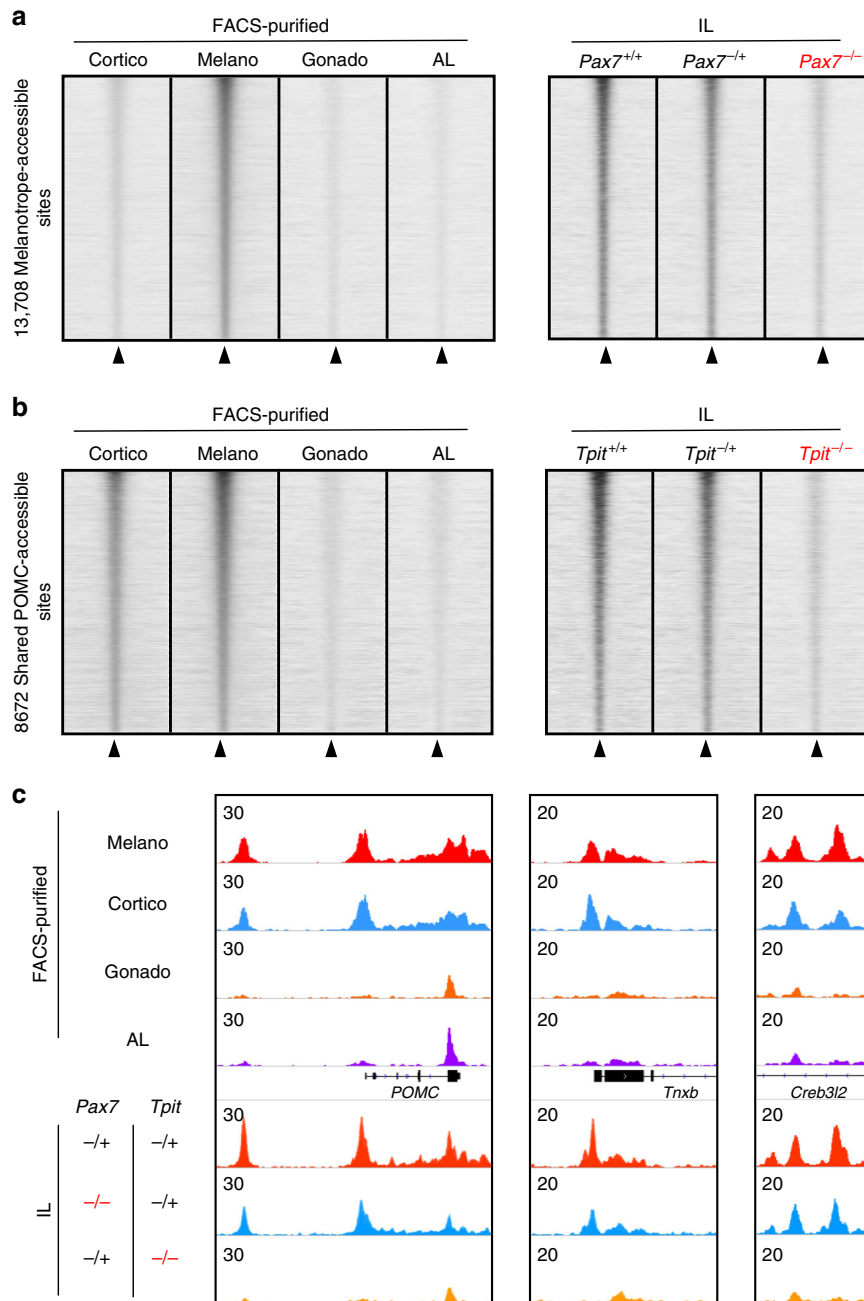 a
FACS-purified
IL
Cortico Melano Gonado AL
Pax7+/+ Pax7−/+ Pax7−/−
13,708 Melanotrope-accessible
sites
b
FACS-purified
IL
Cortico Melano Gonado AL
Tpit+/+ Tpit−/+ Tpit−/−
8672 Shared POMC-accessible
sites
c
FACS-purified
Melano
30 20 20
Cortico
30 20 20
Gonado
30 20 20
AL
30 20 20
POMC Tnxb Creb3l2
Pax7 Tpit
IL
−/+ −/+
30 20 20
−/− −/+
30 20 20
−/+ −/−
30 20 20